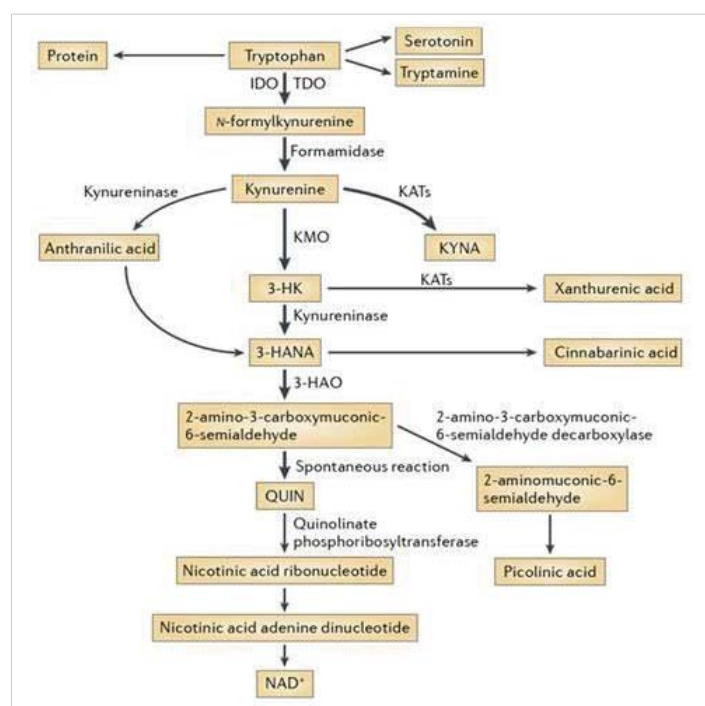 Protein
Tryptophan
Serotonin
Tryptamine
IDO TDO
N-formylkynurenine
Formamidase
Kynureninase
Kynurenine
KATs
Anthranilic acid
KMO
KYNA
3-HK
KATs
Xanthurenic acid
Kynureninase
3-HANA
Cinnabarinic acid
3-HAO
2-amino-3-carboxymuconic-
6-semialdehyde
2-amino-3-carboxymuconic-
6-semialdehyde decarboxylase
Spontaneous reaction
QUIN
2-aminomuconic-6-
semialdehyde
Quinolinate
phosphoribosyltransferase
Nicotinic acid ribonucleotide
Picolinic acid
Nicotinic acid adenine dinucleotide
NAD⁺